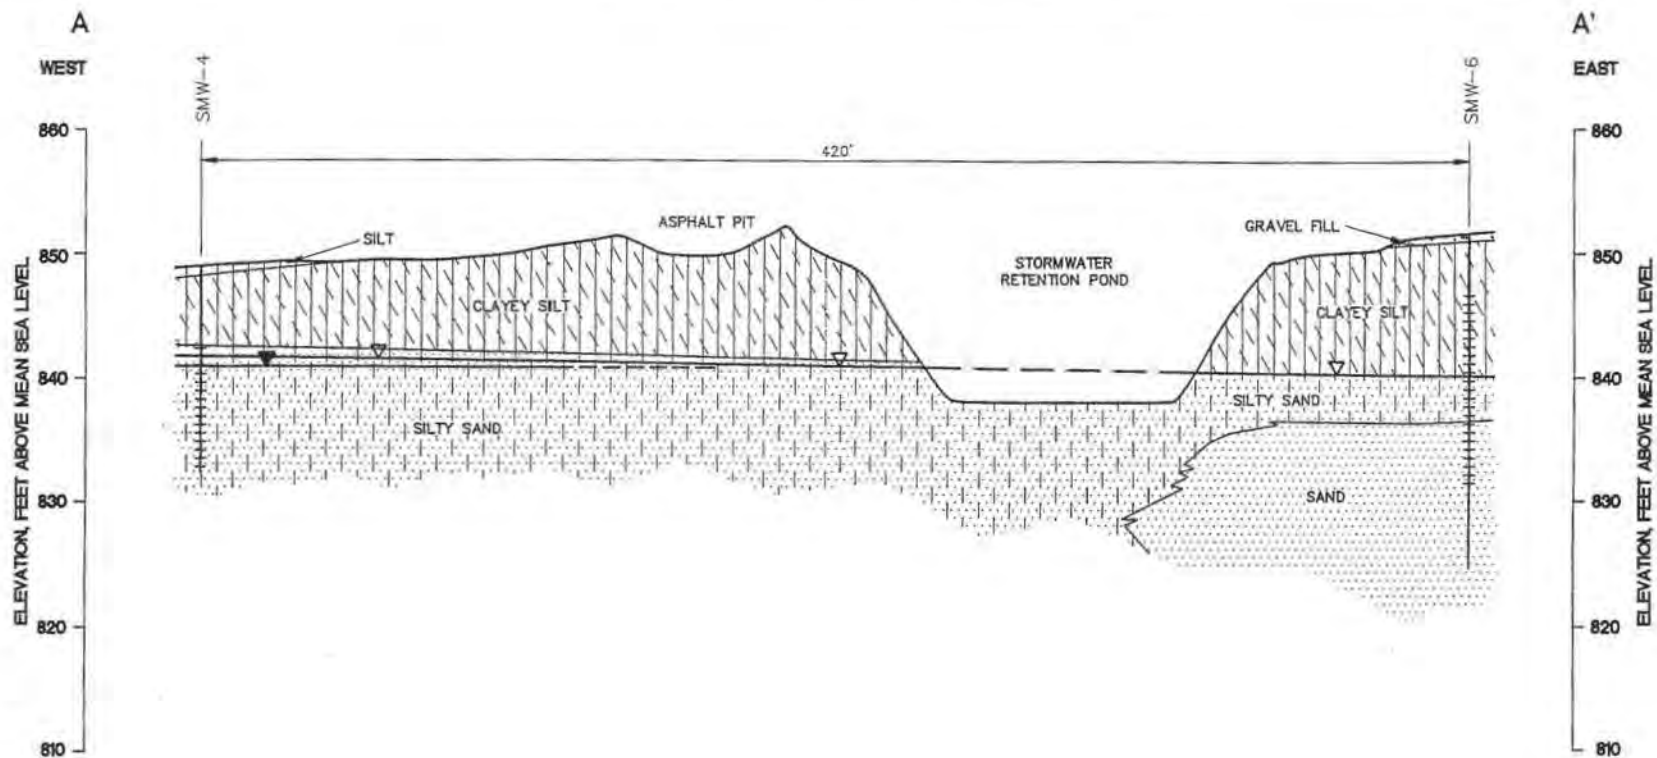 A
A'
WEST
EAST
SMW-4
SMW-6
860
860
420'
ASPHALT PIT
GRAVEL FILL
SILT
850
850
STORMWATER
RETENTION POND
CLAYEY SILT
CLAYEY SILT
840
840
SILTY SAND
SILTY SAND
830
830
SAND
820
820
810
810
ELEVATION, FEET ABOVE MEAN SEA LEVEL
ELEVATION, FEET ABOVE MEAN SEA LEVEL